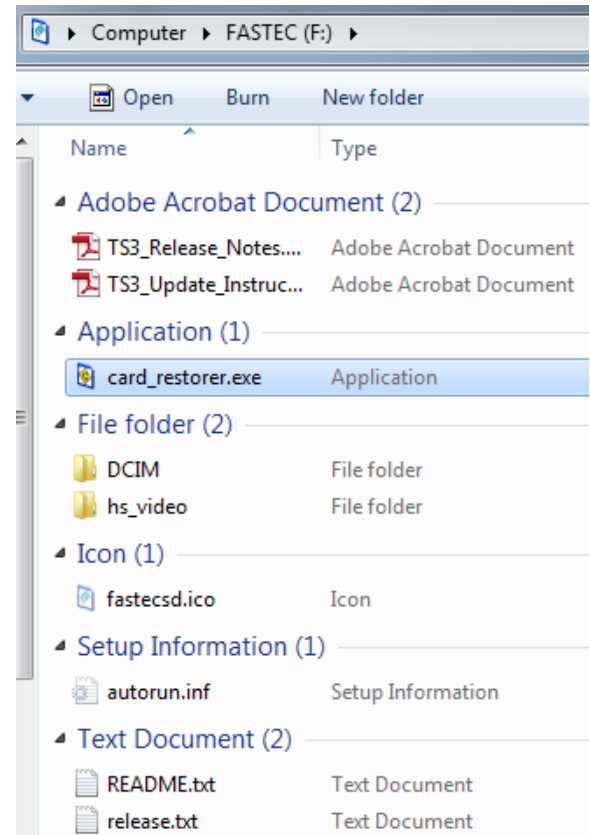 Computer FASTEC (F:)
Open Burn New folder
Name Type
Adobe Acrobat Document (2)
TS3_Release_Notes.... Adobe Acrobat Document
TS3_Update_Instruc... Adobe Acrobat Document
Application (1)
card_restorer.exe Application
File folder (2)
DCIM File folder
hs_video File folder
Icon (1)
fastecsd.ico Icon
Setup Information (1)
autorun.inf Setup Information
Text Document (2)
README.txt Text Document
release.txt Text Document